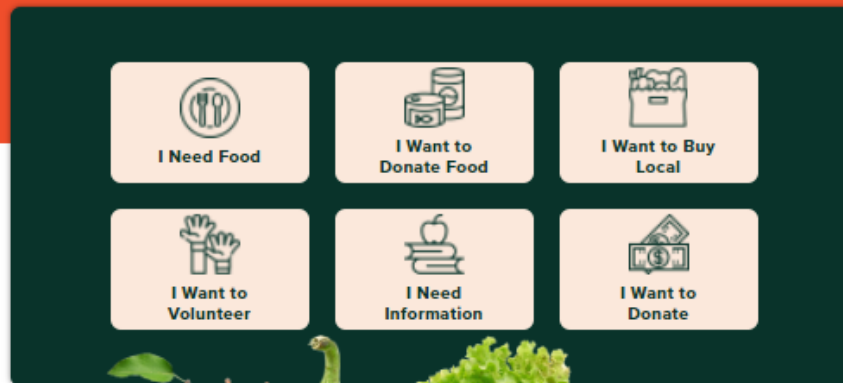 I Need Food
I Want to
Donate Food
I Want to Buy
Local
I Want to
Volunteer
I Need
Information
I Want to
Donate